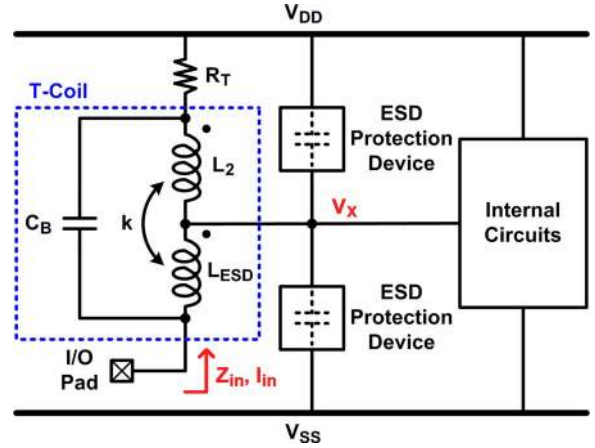 VDD
RT
T-Coil
ESD
Protection
Device
L2
CB
k
VX
Internal
Circuits
LESD
ESD
Protection
Device
I/O
Pad
Zin, Iin
VSS